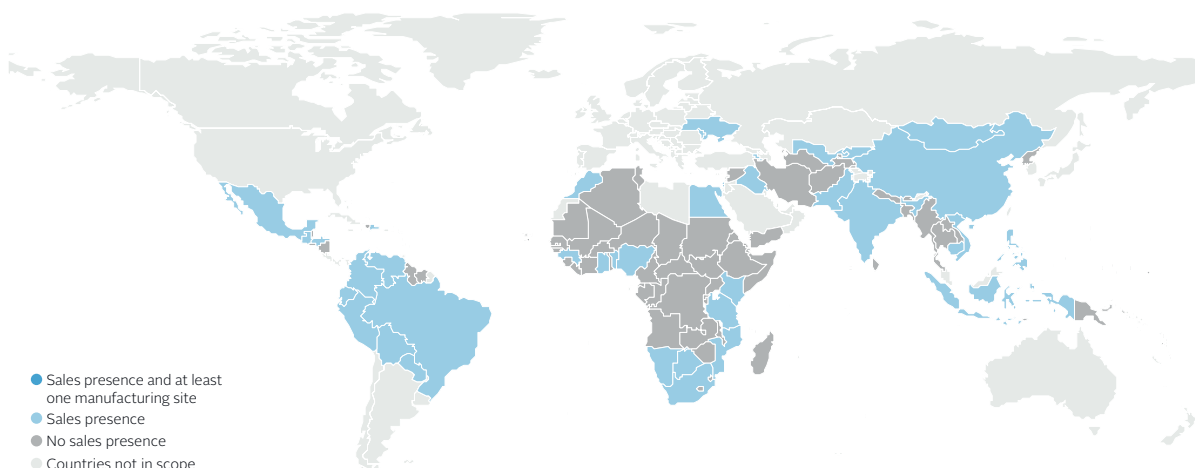 Sales presence and at least
one manufacturing site
Sales presence
No sales presence
Countries not in scope